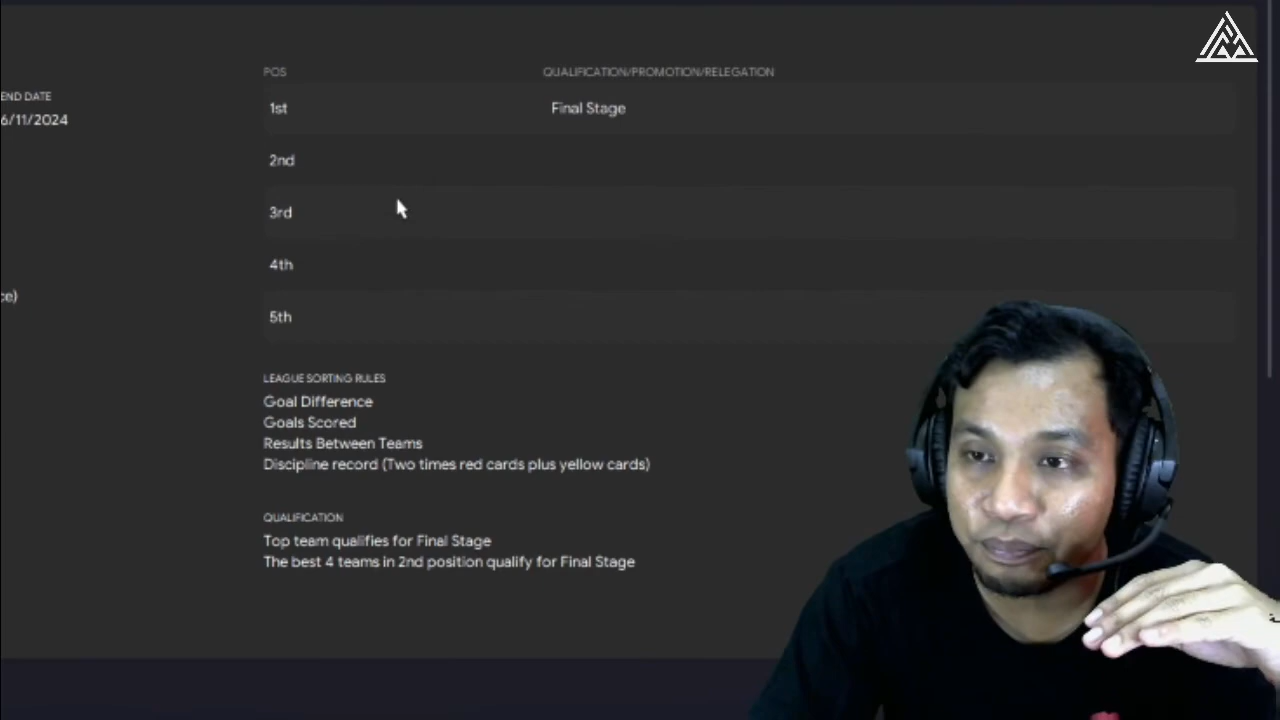 POS
QUALIFICATION/PROMOTION/RELEGATION
END DATE
6/11/2024
1st
Final Stage
2nd
3rd
4th
ce)
5th
LEAGUE SORTING RULES
Goal Difference
Goals Scored
Results Between Teams
Discipline record (Two times red cards plus yellow cards)
QUALIFICATION
Top team qualifies for Final Stage
The best 4 teams in 2nd position qualify for Final Stage